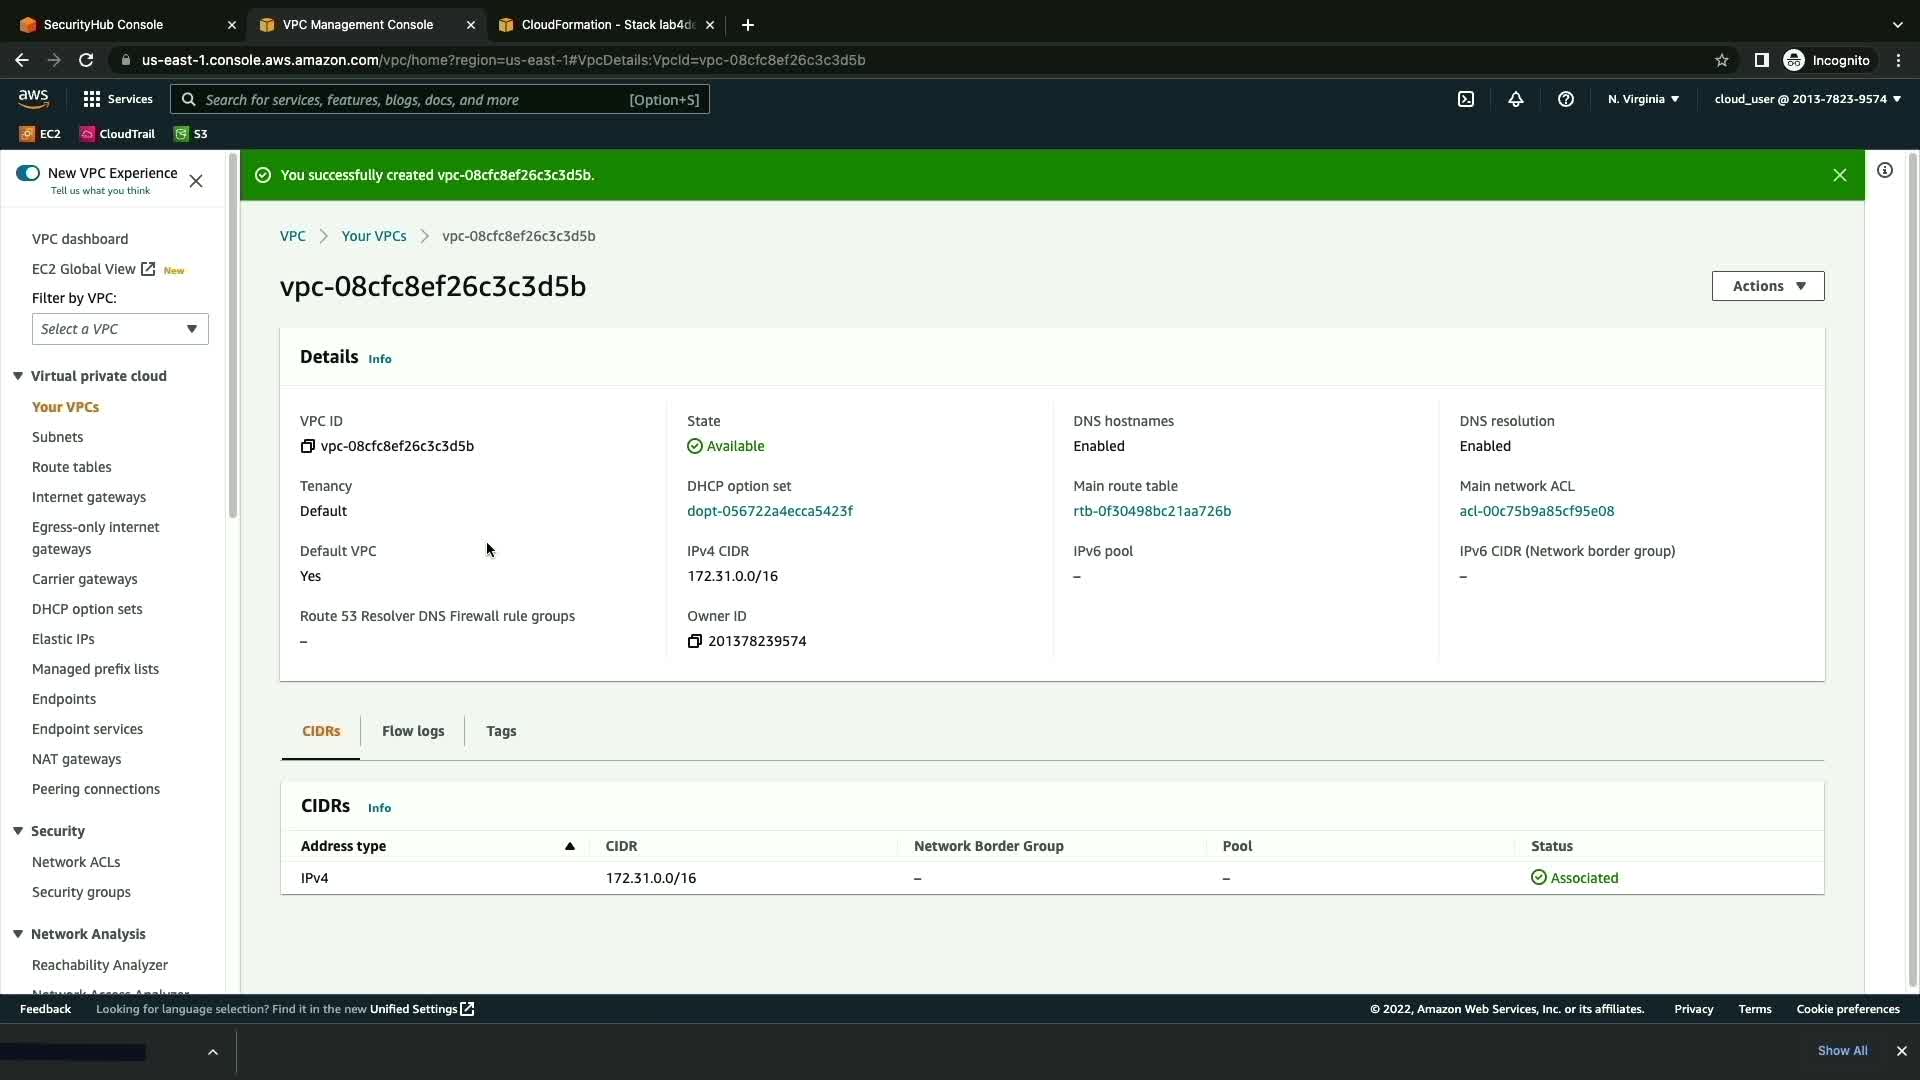 SecurityHub Console
VPC Management Console
CloudFormation - Stack lab4de
us-east-1.console.aws.amazon.com/vpc/home?region=us-east-1#VpcDetails:VpcId=vpc-08cfc8ef26c3c3d5b
Incognito
aws
Services
Search for services, features, blogs, docs, and more
[Option+S]
N. Virginia
cloud_user @ 2013-7823-9574
EC2
CloudTrail
S3
New VPC Experience
Tell us what you think
VPC dashboard
EC2 Global View
New
Filter by VPC:
Select a VPC
Virtual private cloud
Your VPCs
Subnets
Route tables
Internet gateways
Egress-only internet
gateways
Carrier gateways
DHCP option sets
Elastic IPs
Managed prefix lists
Endpoints
Endpoint services
NAT gateways
Peering connections
Security
Network ACLs
Security groups
Network Analysis
Reachability Analyzer
Network Access Analyzer
You successfully created vpc-08cfc8ef26c3c3d5b.
VPC
Your VPCs
vpc-08cfc8ef26c3c3d5b
vpc-08cfc8ef26c3c3d5b
Actions
Details
Info
VPC ID
vpc-08cfc8ef26c3c3d5b
State
Available
DNS hostnames
Enabled
DNS resolution
Enabled
Tenancy
Default
DHCP option set
dopt-056722a4ecca5423f
Main route table
rtb-0f30498bc21aa726b
Main network ACL
acl-00c75b9a85cf95e08
Default VPC
Yes
IPv4 CIDR
172.31.0.0/16
IPv6 pool
–
IPv6 CIDR (Network border group)
–
Route 53 Resolver DNS Firewall rule groups
–
Owner ID
201378239574
CIDRs
Flow logs
Tags
CIDRs
Info
Address type
CIDR
Network Border Group
Pool
Status
IPv4
172.31.0.0/16
–
–
Associated
Feedback
Looking for language selection? Find it in the new Unified Settings
© 2022, Amazon Web Services, Inc. or its affiliates.
Privacy
Terms
Cookie preferences
Show All